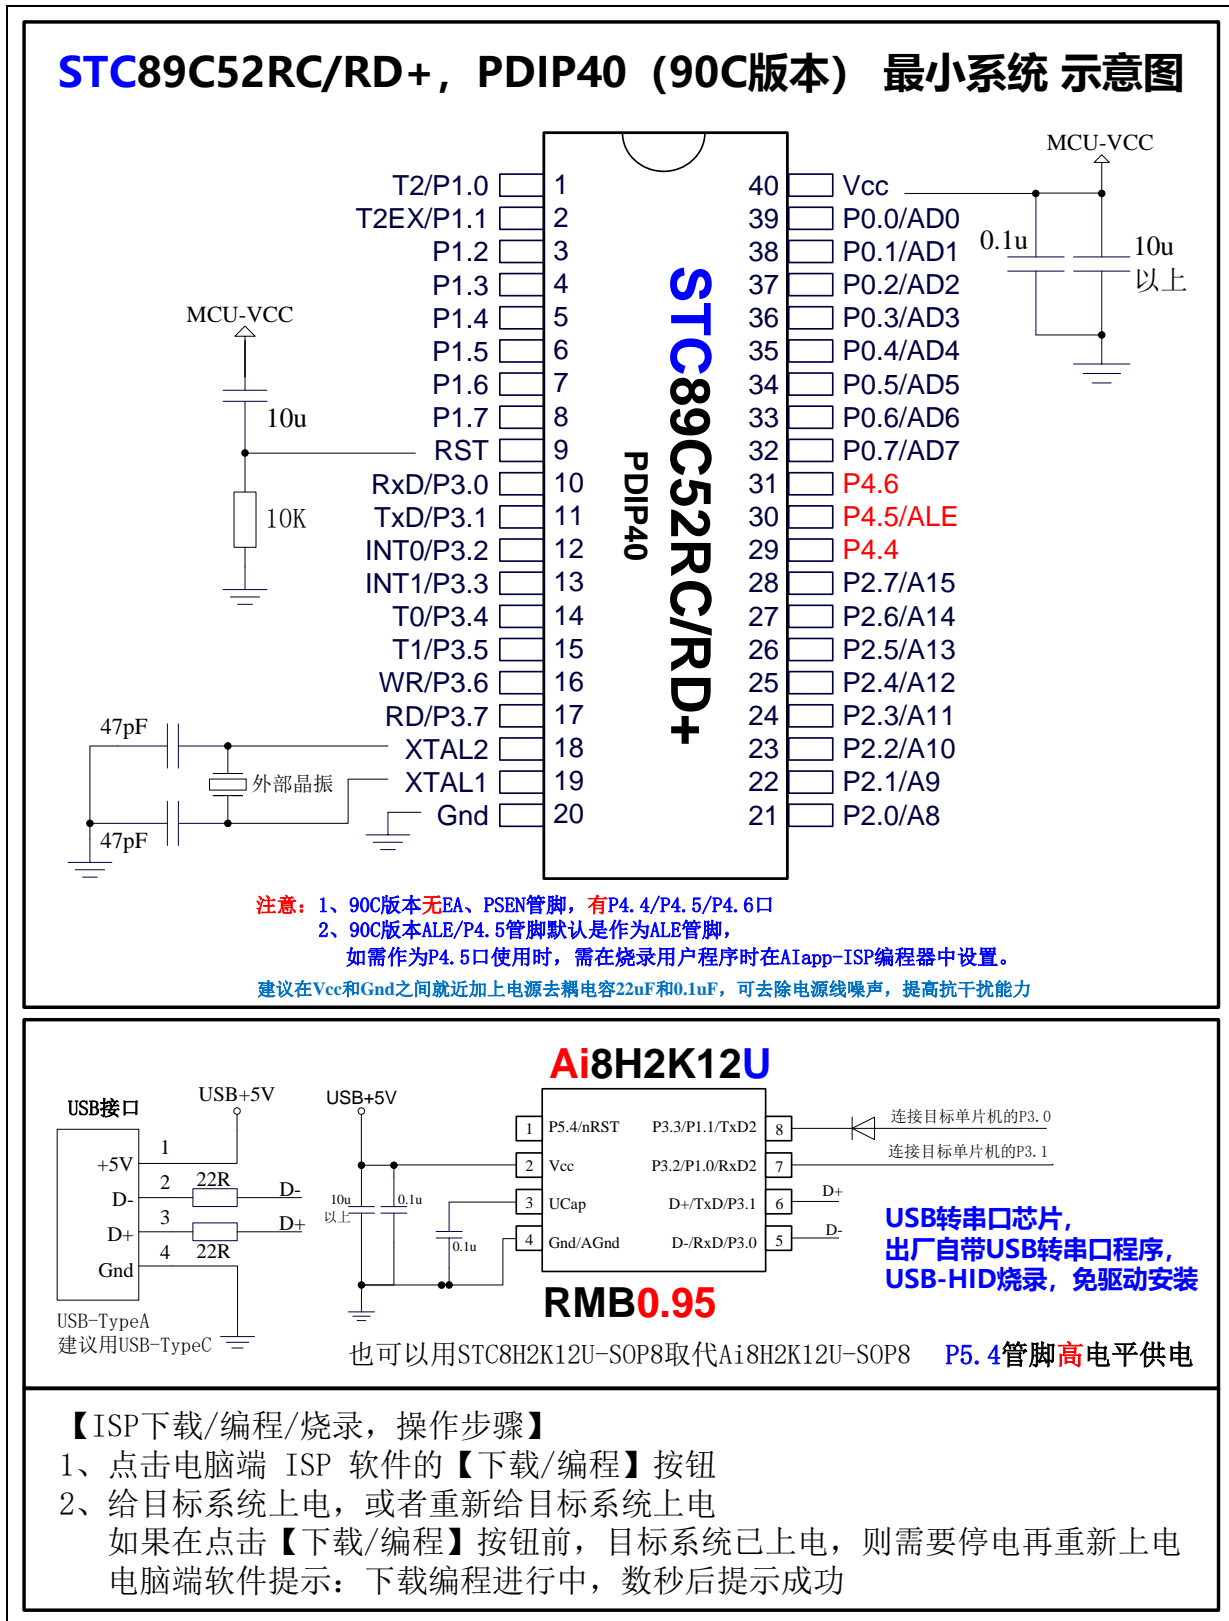 STC89C52RC/RD+，PDIP40（90C版本） 最小系统 示意图
MCU-VCC
T2/P1.0 1 40 Vcc
T2EX/P1.1 2 39 P0.0/AD0
P1.2 3 38 P0.1/AD1
0.1u
10u
以上
P1.3 4 37 P0.2/AD2
MCU-VCC
P1.4 5 36 P0.3/AD3
P1.5 6 35 P0.4/AD4
P1.6 7 34 P0.5/AD5
10u
P1.7 8 33 P0.6/AD6
RST 9 32 P0.7/AD7
RxD/P3.0 10 31 P4.6
10K
TxD/P3.1 11 30 P4.5/ALE
INT0/P3.2 12 29 P4.4
INT1/P3.3 13 28 P2.7/A15
T0/P3.4 14 27 P2.6/A14
T1/P3.5 15 26 P2.5/A13
WR/P3.6 16 25 P2.4/A12
RD/P3.7 17 24 P2.3/A11
47pF
XTAL2 18 23 P2.2/A10
外部晶振
XTAL1 19 22 P2.1/A9
Gnd 20 21 P2.0/A8
47pF
STC89C52RC/RD+
PDIP40
注意：1、90C版本无EA、PSEN管脚，有P4.4/P4.5/P4.6口
2、90C版本ALE/P4.5管脚默认是作为ALE管脚，
如需作为P4.5口使用时，需在烧录用户程序时在AIapp-ISP编程器中设置。
建议在Vcc和Gnd之间就近加上电源去耦电容22uF和0.1uF，可去除电源线噪声，提高抗干扰能力
Ai8H2K12U
USB接口
USB+5V
+5V 1
D- 2 22R D-
D+ 3 22R D+
Gnd 4
USB-TypeA
建议用USB-TypeC
USB+5V
10u
以上
0.1u
0.1u
1 P5.4/nRST P3.3/P1.1/TxD2 8 连接目标单片机的P3.0
2 Vcc P3.2/P1.0/RxD2 7 连接目标单片机的P3.1
3 UCap D+/TxD/P3.1 6 D+
4 Gnd/AGnd D-/RxD/P3.0 5 D-
USB转串口芯片，
出厂自带USB转串口程序，
USB-HID烧录，免驱动安装
RMB0.95
也可以用STC8H2K12U-SOP8取代Ai8H2K12U-SOP8 P5.4管脚高电平供电
【ISP下载/编程/烧录，操作步骤】
1、点击电脑端 ISP 软件的【下载/编程】按钮
2、给目标系统上电，或者重新给目标系统上电
如果在点击【下载/编程】按钮前，目标系统已上电，则需要停电再重新上电
电脑端软件提示：下载编程进行中，数秒后提示成功